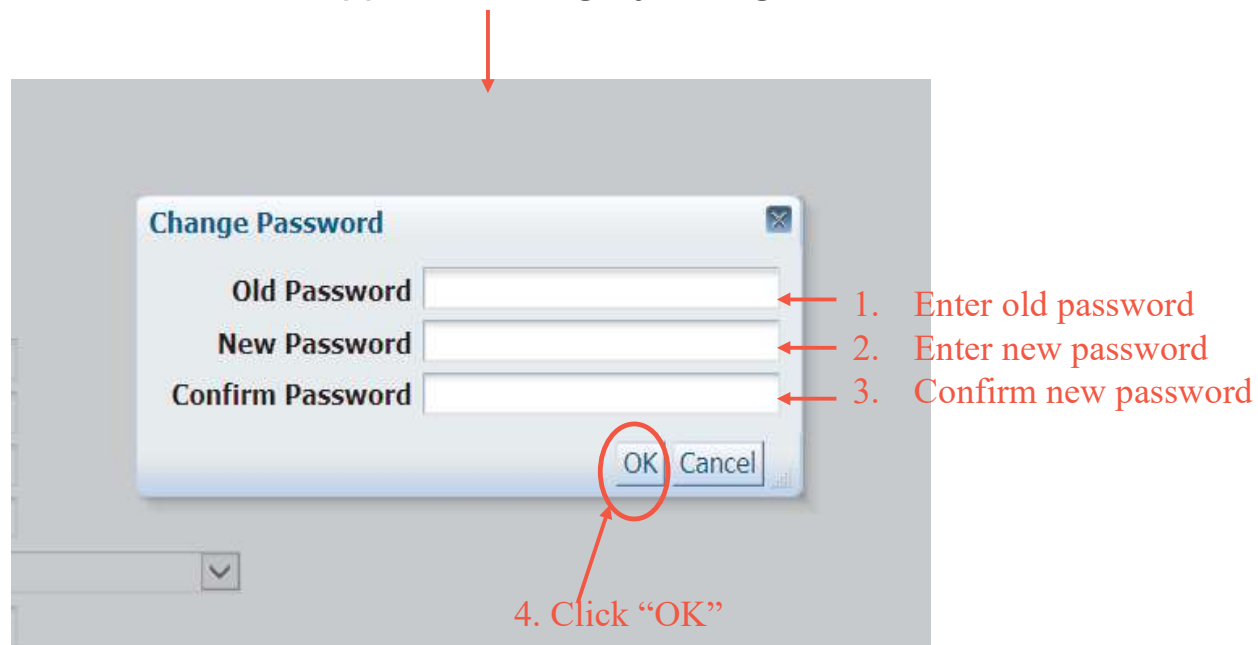 Change Password
Old Password
1. Enter old password
New Password
2. Enter new password
Confirm Password
3. Confirm new password
OK Cancel
4. Click “OK”